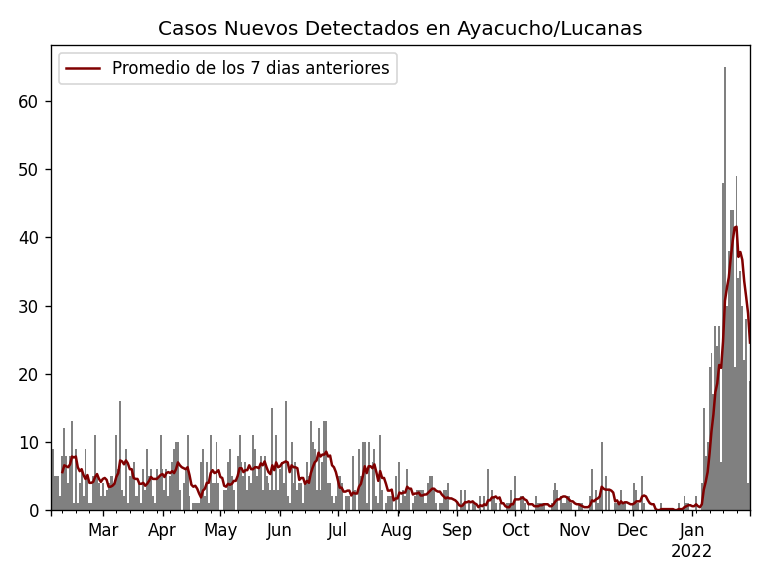 Casos Nuevos Detectados en Ayacucho/Lucanas
Promedio de los 7 dias anteriores
60
50
40
30
20
10
0
Mar Apr May Jun Jul Aug Sep Oct Nov Dec Jan
2022